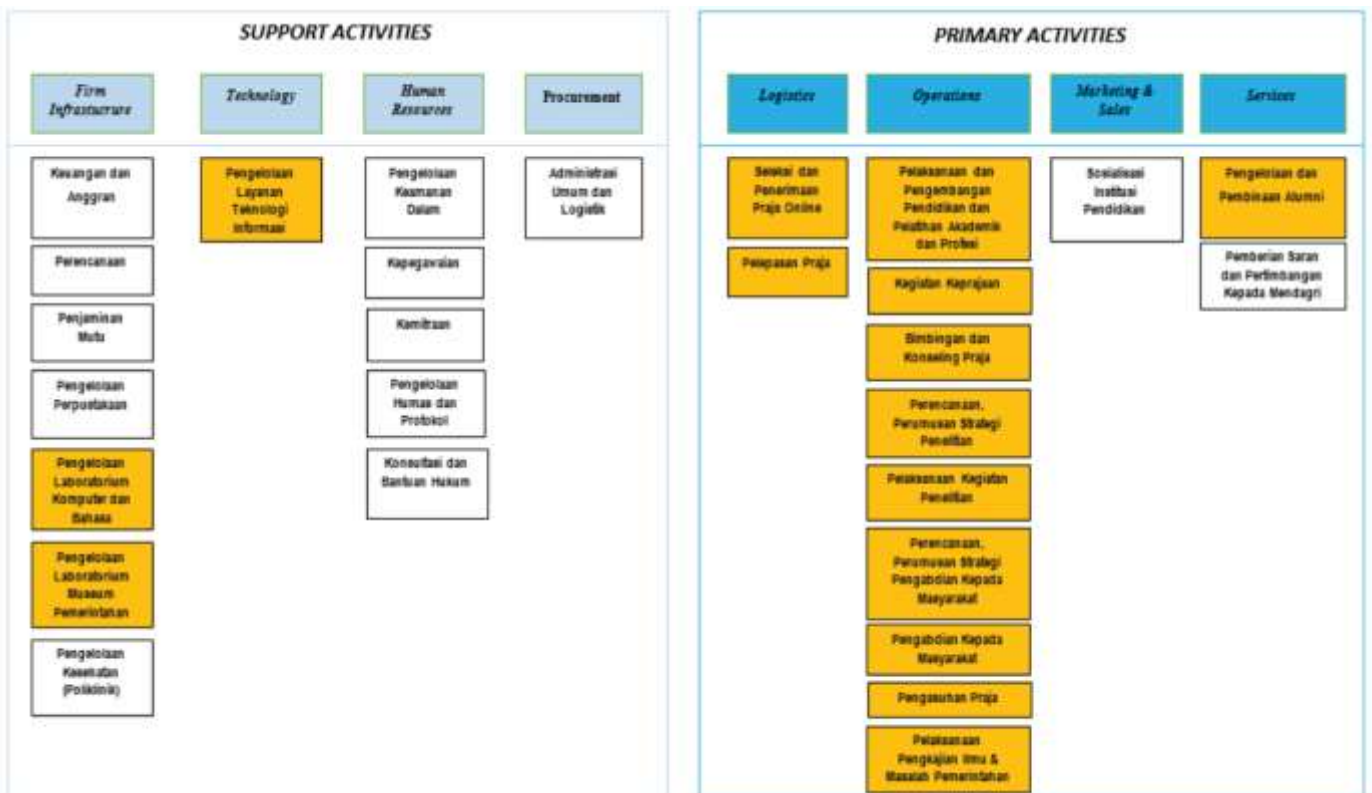 SUPPORT ACTIVITIES
Firm
Infrastucrure
Technology
Human
Resources
Procurement
Keuangan dan
Anggran
Perencanaan
Penjaminan
Mutu
Pengelolaan
Perpustakaan
Pengelolaan
Laboratorium
Komputer dan
Bahasa
Pengelolaan
Laboratorium
Museum
Pemerintahan
Pengelolaan
Kesehatan
(Poliklinik)
Pengelolaan
Layanan
Teknologi
Informasi
Pengelolaan
Keamanan
Dalam
Kepegawaian
Kemitraan
Pengelolaan
Humas dan
Protokol
Konsultasi dan
Bantuan Hukum
Administrasi
Umum dan
Logistik
PRIMARY ACTIVITIES
Logistics
Operations
Marketing &
Sales
Services
Seleksi dan
Penerimaan
Praja Online
Pelepasan Praja
Pelaksanaan dan
Pengembangan
Pendidikan dan
Pelatihan Akademik
dan Profesi
Kegiatan Keprajaan
Bimbingan dan
Konseling Praja
Perencanaan,
Perumusan Strategi
Penelitian
Pelaksanaan Kegiatan
Penelitian
Perencanaan,
Perumusan Strategi
Pengabdian Kepada
Masyarakat
Pengabdian Kepada
Masyarakat
Pengasuhan Praja
Pelaksanaan
Pengkajian Ilmu &
Masalah Pemerintahan
Sosialisasi
Institusi
Pendidikan
Pengelolaan dan
Pembinaan Alumni
Pemberian Saran
dan Pertimbangan
Kepada Mendagri